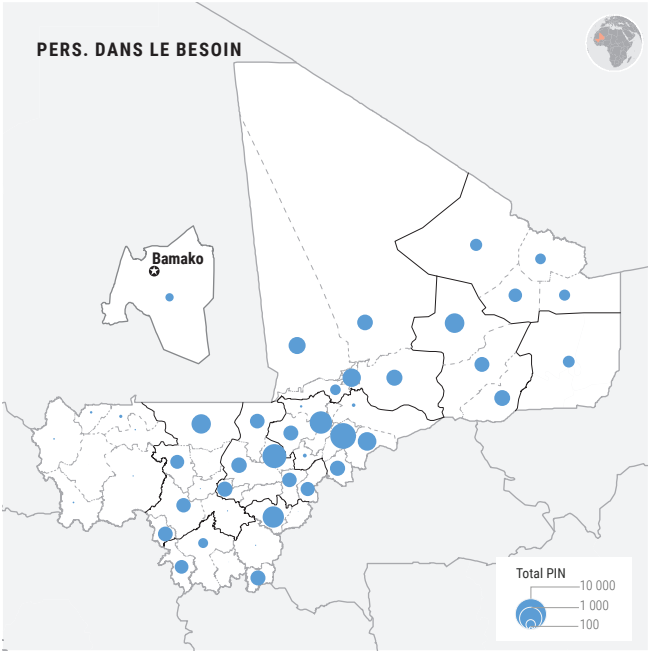 PERS. DANS LE BESOIN
Bamako
Total PIN
10 000
1 000
100